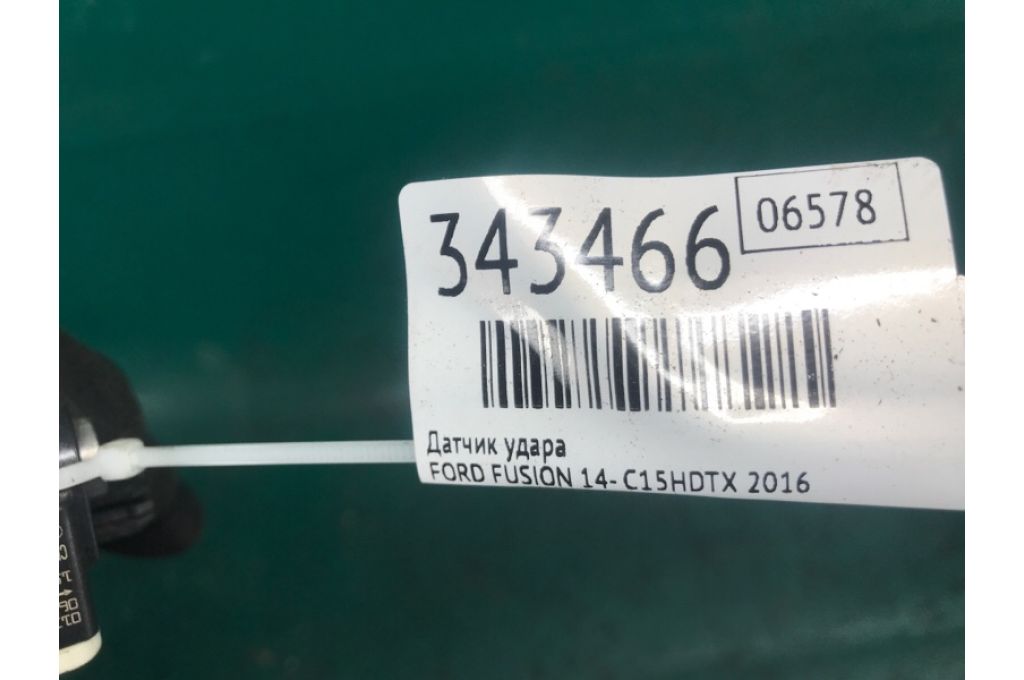 343466
06578
Датчик удара
FORD FUSION 14- C15HDTX 2016